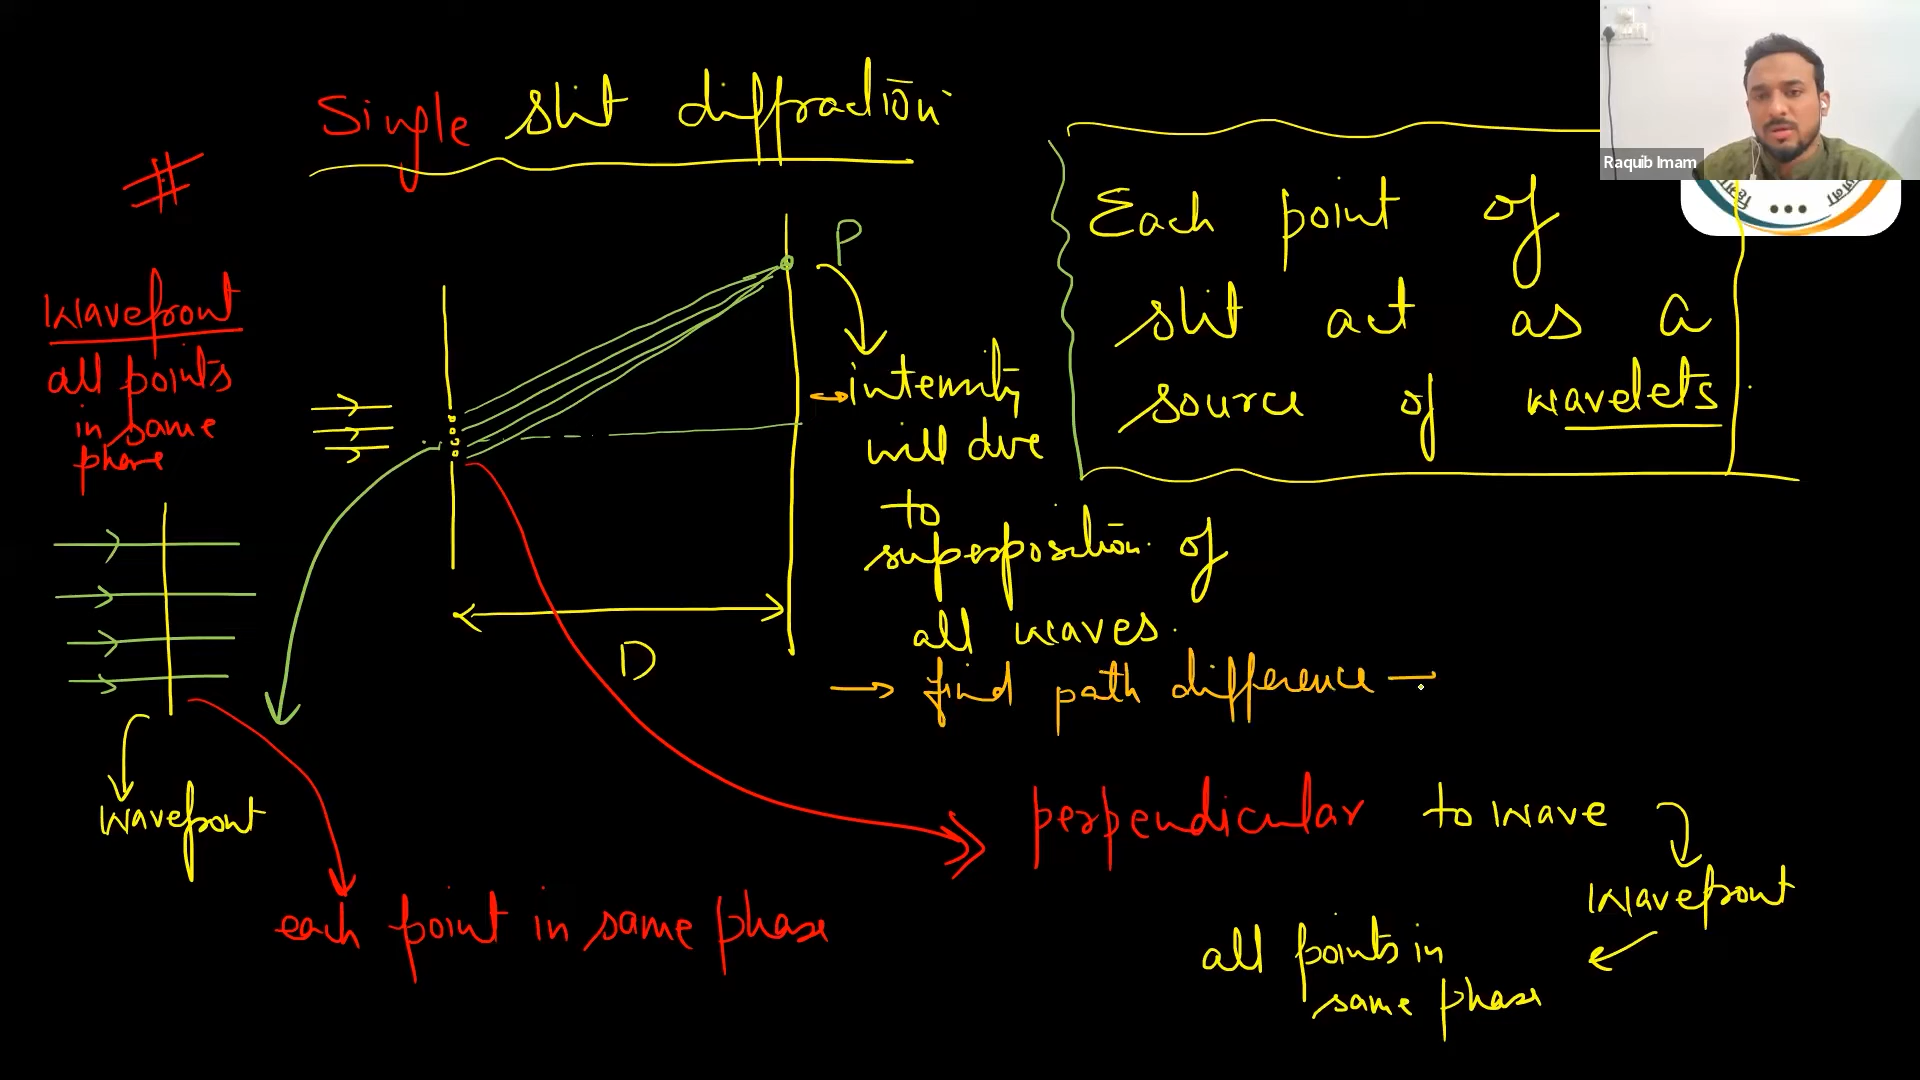 Single slit diffraction
#
Wavefront
all points
in same
phase
P
intensity
will due
to
superposition of
all waves.
→ find path difference —
D
Each point of
slit act as a
source of wavelets
Wavefront
each point in same phase
perpendicular to wave
wavefront
all points in
same phase
Raquib Imam